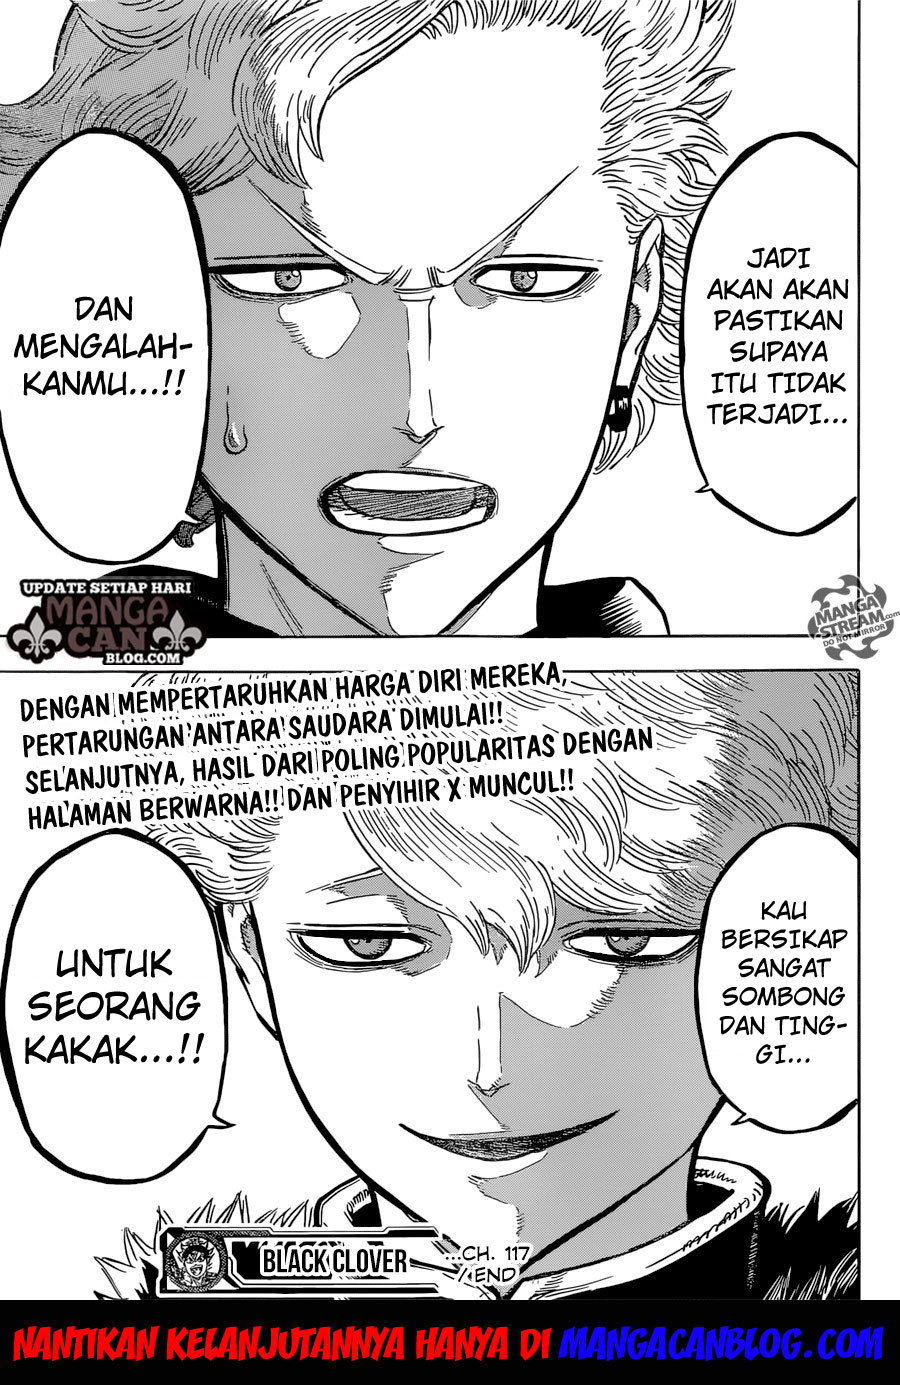 JADI
AKAN AKAN
PASTIKAN
SUPAYA
ITU TIDAK
TERJADI...
DAN
MENGALAH-
KANMU...!!
UPDATE SETIAP HARI
MANGA
CAN
BLOG.COM
MANGA
STREAM.com
DO NOT MIRROR
DENGAN MEMPERTARUHKAN HARGA DIRI MEREKA,
PERTARUNGAN ANTARA SAUDARA DIMULAI!!
SELANJUTNYA, HASIL DARI POLING POPULARITAS DENGAN
HALAMAN BERWARNA!! DAN PENYIHIR X MUNCUL!!
KAU
BERSIKAP
SANGAT
SOMBONG
DAN TING-
GI...
UNTUK
SEORANG
KAKAK...!!
BLACK CLOVER
...CH. 117
/ END
NANTIKAN KELANJUTANNYA HANYA DI MANGACANBLOG.COM